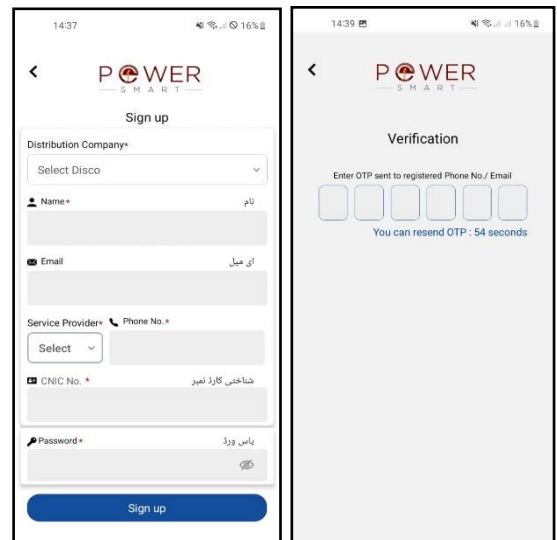 14:37 16%
POWER
SMART
Sign up
Distribution Company*
Select Disco
Name* نام
Email ای میل
Service Provider* Phone No.*
Select
CNIC No. * شناختی کارڈ نمبر
Password* پاس ورڈ
Sign up
14:39 16%
POWER
SMART
Verification
Enter OTP sent to registered Phone No./ Email
You can resend OTP : 54 seconds